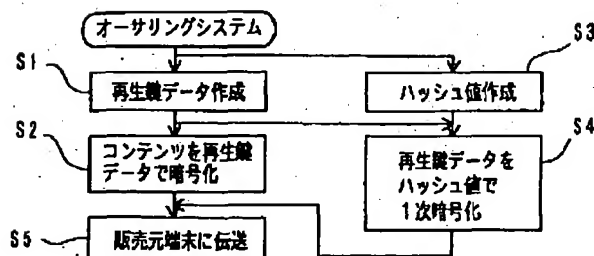 オーサリングシステム
S1
再生鍵データ作成
S3
ハッシュ値作成
S2
コンテンツを再生鍵
データで暗号化
S4
再生鍵データを
ハッシュ値で
1次暗号化
S5
販売元端末に伝送